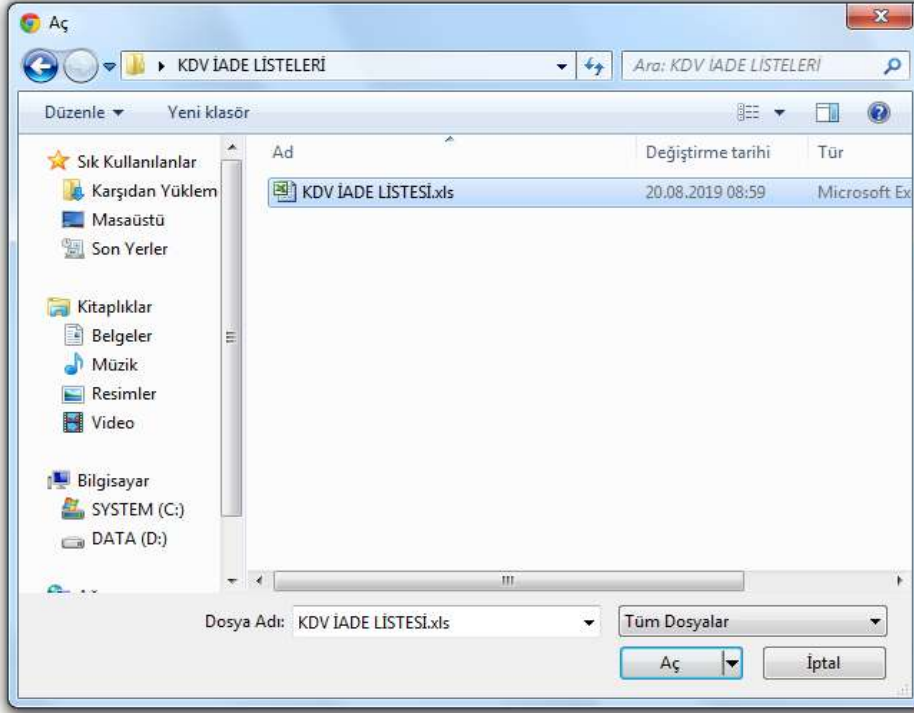 Aç
KDV İADE LİSTELERİ
Ara: KDV İADE LİSTELERİ
Düzenle
Yeni klasör
Ad
Değiştirme tarihi
Tür
KDV İADE LİSTESİ.xls
20.08.2019 08:59
Microsoft Ex
Sık Kullanılanlar
Karşıdan Yüklem
Masaüstü
Son Yerler
Kitaplıklar
Belgeler
Müzik
Resimler
Video
Bilgisayar
SYSTEM (C:)
DATA (D:)
Dosya Adı: KDV İADE LİSTESİ.xls
Tüm Dosyalar
Aç
İptal